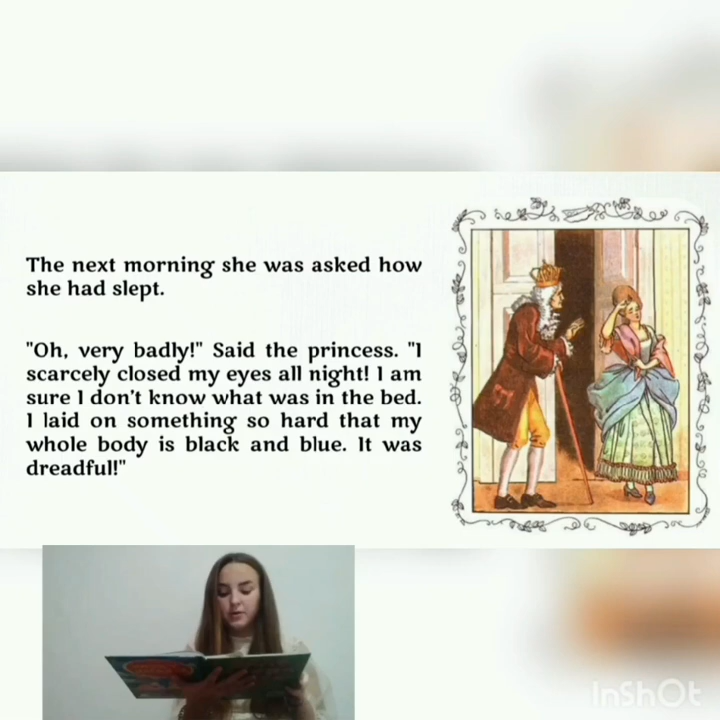 The next morning she was asked how
she had slept.
"Oh, very badly!" Said the princess. "I
scarcely closed my eyes all night! I am
sure I don't know what was in the bed.
I laid on something so hard that my
whole body is black and blue. It was
dreadful!"
InShOt